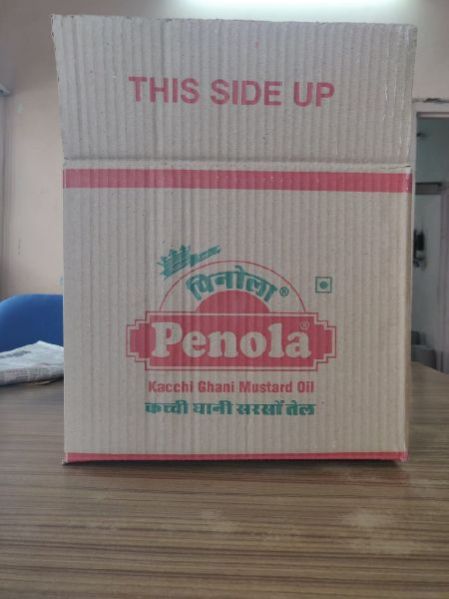 THIS SIDE UP
पिनोला®
Penola®
Kacchi Ghani Mustard Oil
कच्ची घानी सरसों तेल